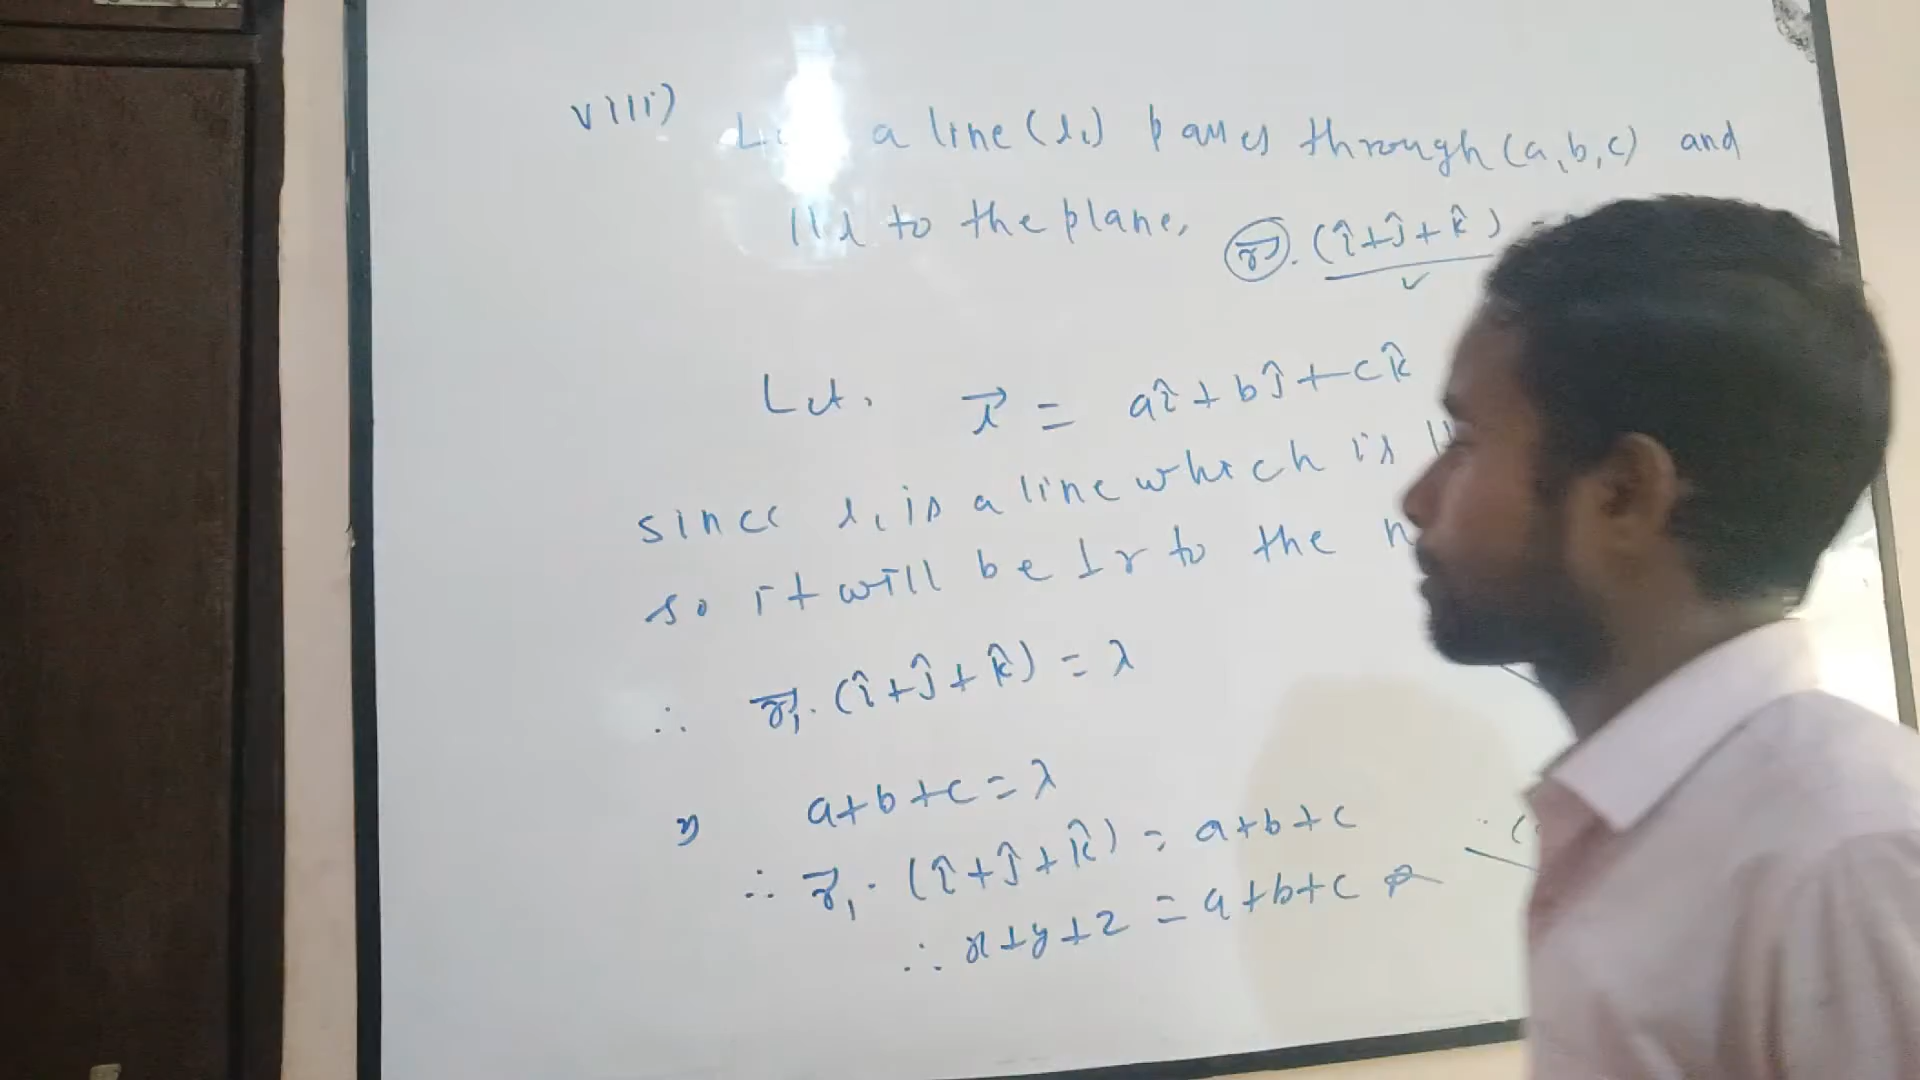 viii) a line (l₁) passes through (a, b, c) and
||l to the plane, r⃗. (î+ĵ+k̂)
Let, r⃗ = aî + bĵ + ck̂
since l₁ is a line which is
so it will be ⊥r to the
∴ r⃗₁. (î+ĵ+k̂) = λ
a+b+c = λ
∴ r⃗₁. (î+ĵ+k̂) = a+b+c
∴ x+y+z = a+b+c